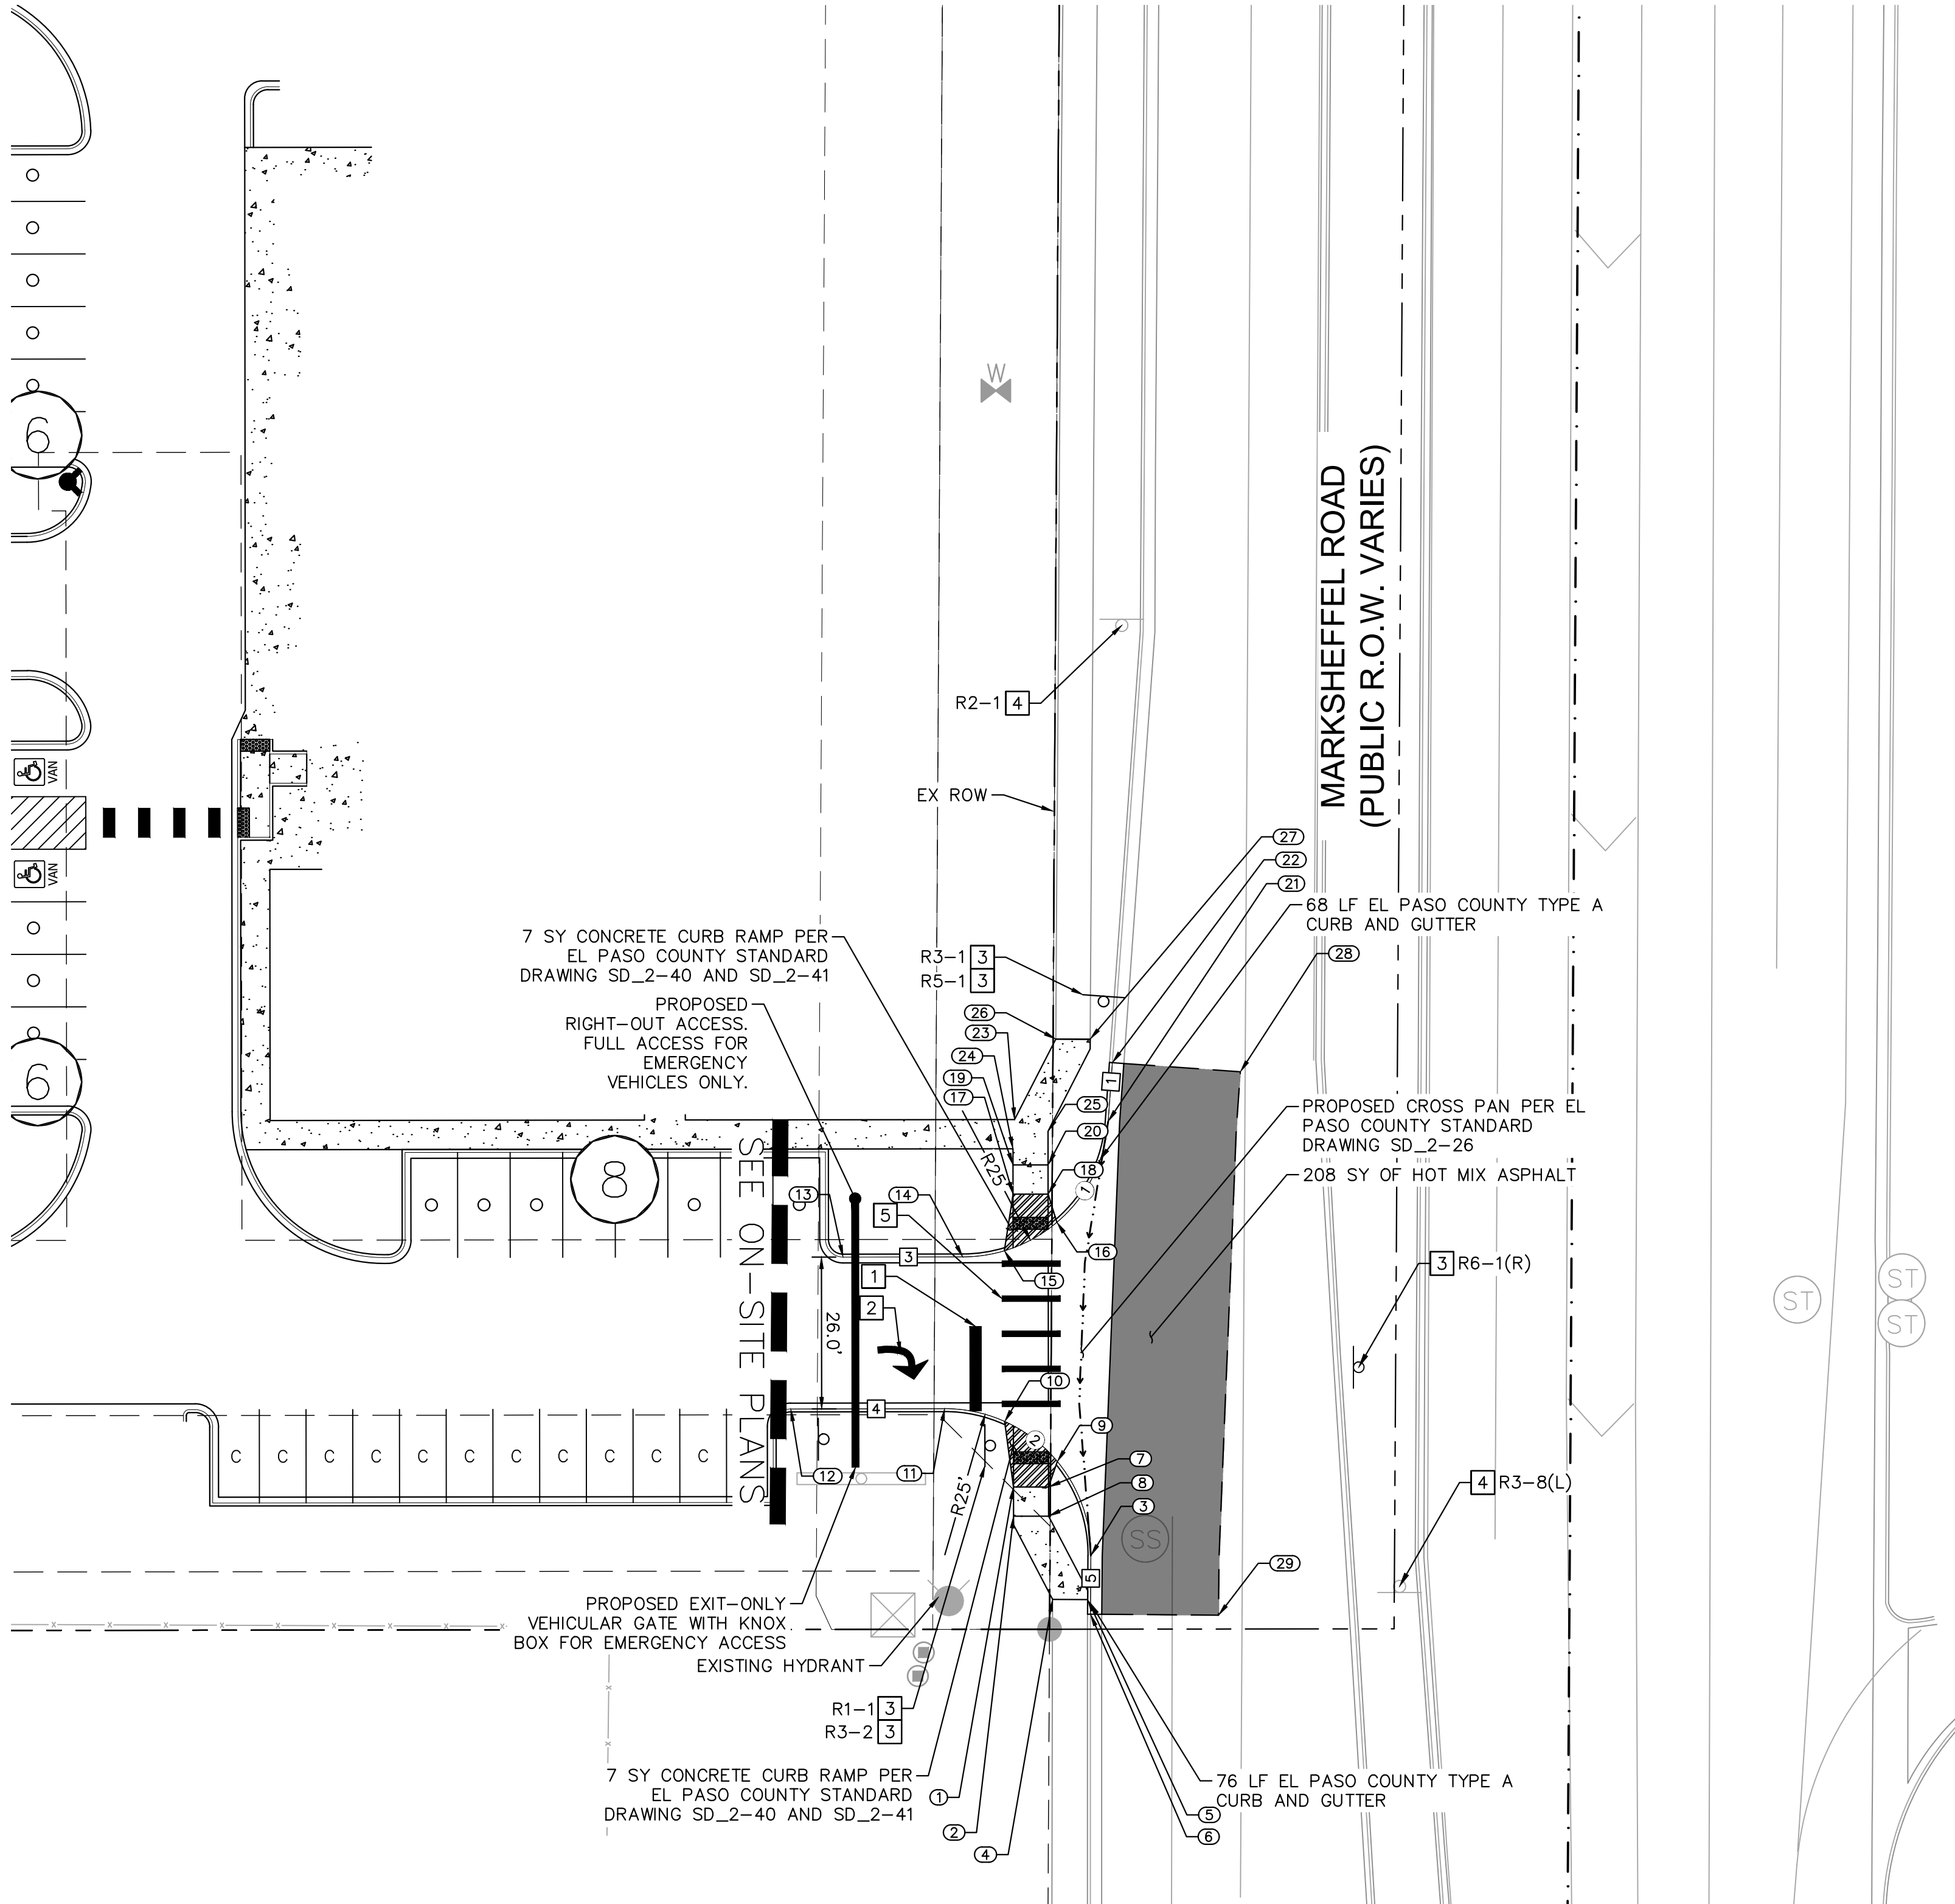 W
MARKSHEFFEL ROAD
(PUBLIC R.O.W. VARIES)
6
R2-1 4
VAN
VAN
EX ROW
27
22
21
68 LF EL PASO COUNTY TYPE A
CURB AND GUTTER
28
7 SY CONCRETE CURB RAMP PER
EL PASO COUNTY STANDARD
DRAWING SD_2-40 AND SD_2-41
R3-1 3
R5-1 3
PROPOSED
RIGHT-OUT ACCESS.
FULL ACCESS FOR
EMERGENCY
VEHICLES ONLY.
26
23
24
19
17
25
20
18
16
15
1
1
R25'
6
8
PROPOSED CROSS PAN PER EL
PASO COUNTY STANDARD
DRAWING SD_2-26
208 SY OF HOT MIX ASPHALT
SEE ON-SITE PLANS
13
14
5
3
1
2
26.0'
3 R6-1(R)
ST
ST
ST
4
10
2
9
7
8
3
12
11
R25'
C C C C C C C C C C C
4 R3-8(L)
SS
5
29
PROPOSED EXIT-ONLY
VEHICULAR GATE WITH KNOX
BOX FOR EMERGENCY ACCESS
EXISTING HYDRANT
R1-1 3
R3-2 3
7 SY CONCRETE CURB RAMP PER
EL PASO COUNTY STANDARD
DRAWING SD_2-40 AND SD_2-41
1
2
4
76 LF EL PASO COUNTY TYPE A
CURB AND GUTTER
5
6